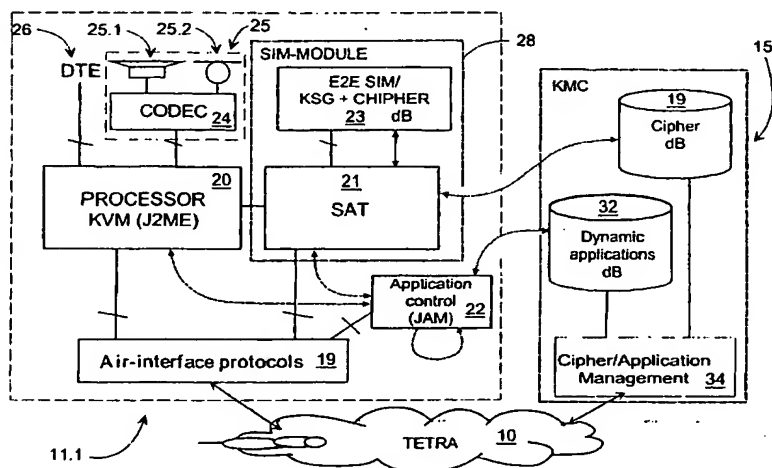 26
25.1
25.2
25
28
15
DTE
SIM-MODULE
KMC
E2E SIM/
KSG + CHIPHER
23
dB
CODEC
24
19
Cipher
dB
20
PROCESSOR
KVM (J2ME)
21
SAT
32
Dynamic
applications
dB
Application
control
(JAM)
22
Air-interface protocols
19
Cipher/Application
Management
34
11.1
TETRA
10